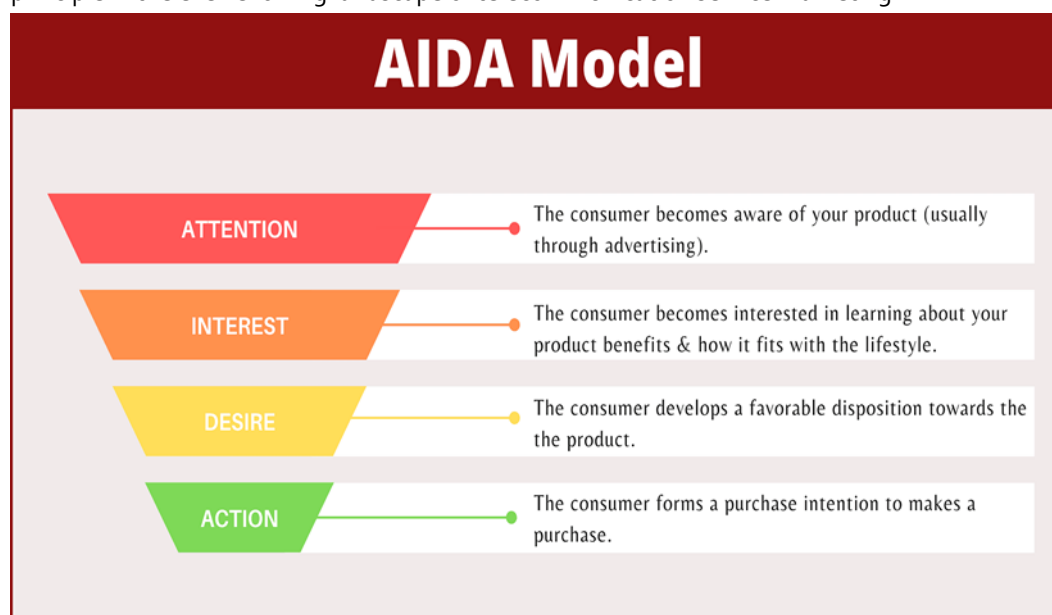 AIDA Model
ATTENTION
The consumer becomes aware of your product (usually
through advertising).
INTEREST
The consumer becomes interested in learning about your
product benefits & how it fits with the lifestyle.
DESIRE
The consumer develops a favorable disposition towards the
the product.
ACTION
The consumer forms a purchase intention to makes a
purchase.